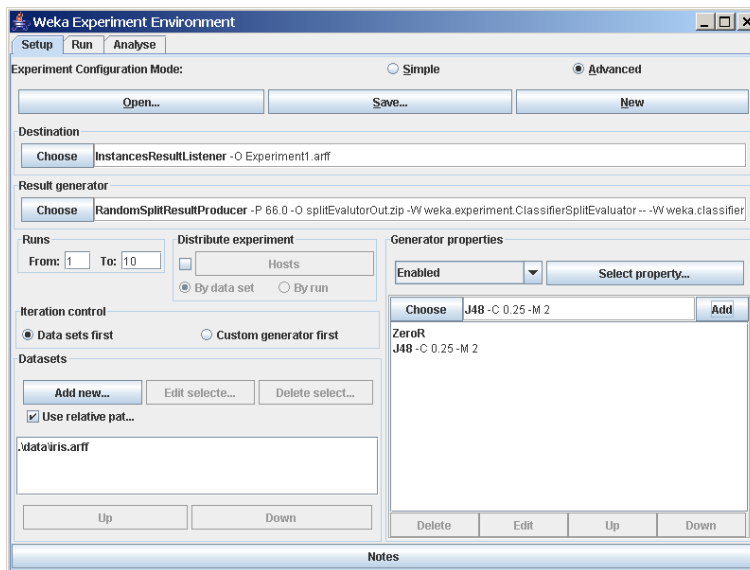 Weka Experiment Environment
Setup Run Analyse
Experiment Configuration Mode: Simple Advanced
Open... Save... New
Destination
Choose InstancesResultListener -O Experiment1.arff
Result generator
Choose RandomSplitResultProducer -P 66.0 -O splitEvalutorOut.zip -W weka.experiment.ClassifierSplitEvaluator -- -W weka.classifier
Runs
From: 1 To: 10
Distribute experiment
Hosts
By data set By run
Generator properties
Enabled Select property...
Iteration control
Data sets first Custom generator first
Choose J48 -C 0.25 -M 2 Add
ZeroR
J48 -C 0.25 -M 2
Datasets
Add new... Edit selecte... Delete select...
Use relative pat...
.\data\iris.arff
Up Down
Delete Edit Up Down
Notes